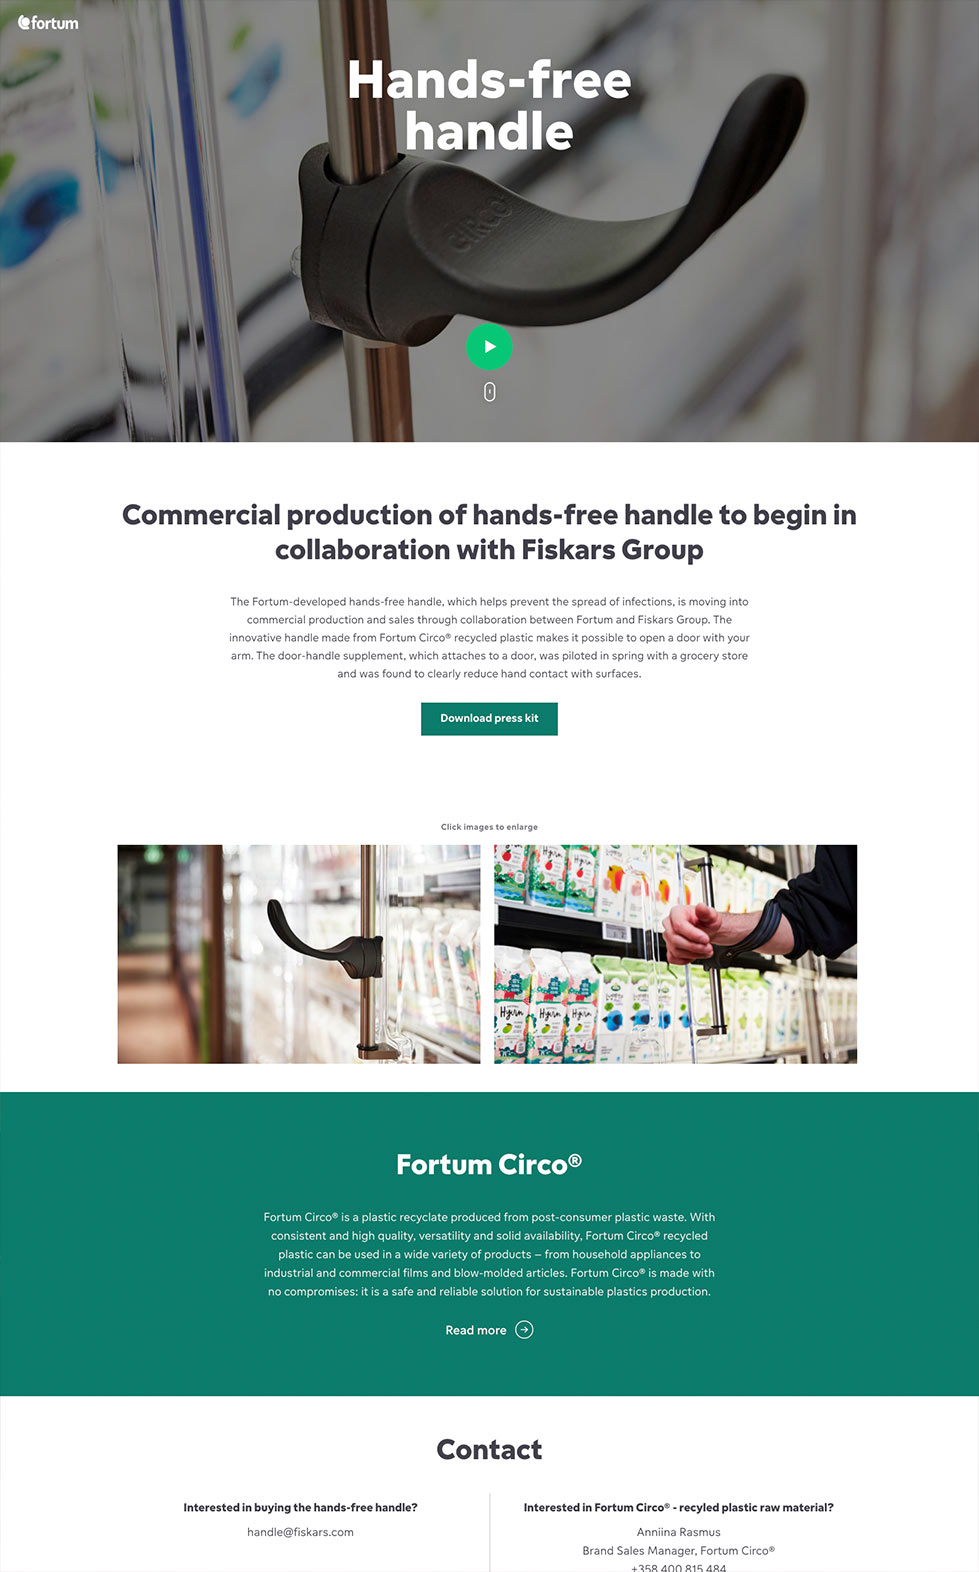 fortum
Hands-free
handle
CIRCO
Commercial production of hands-free handle to begin in
collaboration with Fiskars Group
The Fortum-developed hands-free handle, which helps prevent the spread of infections, is moving into
commercial production and sales through collaboration between Fortum and Fiskars Group. The
innovative handle made from Fortum Circo® recycled plastic makes it possible to open a door with your
arm. The door-handle supplement, which attaches to a door, was piloted in spring with a grocery store
and was found to clearly reduce hand contact with surfaces.
Download press kit
Click images to enlarge
Hyvin
Hyvin
Fortum Circo®
Fortum Circo® is a plastic recyclate produced from post-consumer plastic waste. With
consistent and high quality, versatility and solid availability, Fortum Circo® recycled
plastic can be used in a wide variety of products – from household appliances to
industrial and commercial films and blow-molded articles. Fortum Circo® is made with
no compromises: it is a safe and reliable solution for sustainable plastics production.
Read more
Contact
Interested in buying the hands-free handle?
handle@fiskars.com
Interested in Fortum Circo® - recyled plastic raw material?
Anniina Rasmus
Brand Sales Manager, Fortum Circo®
+358 400 815 484